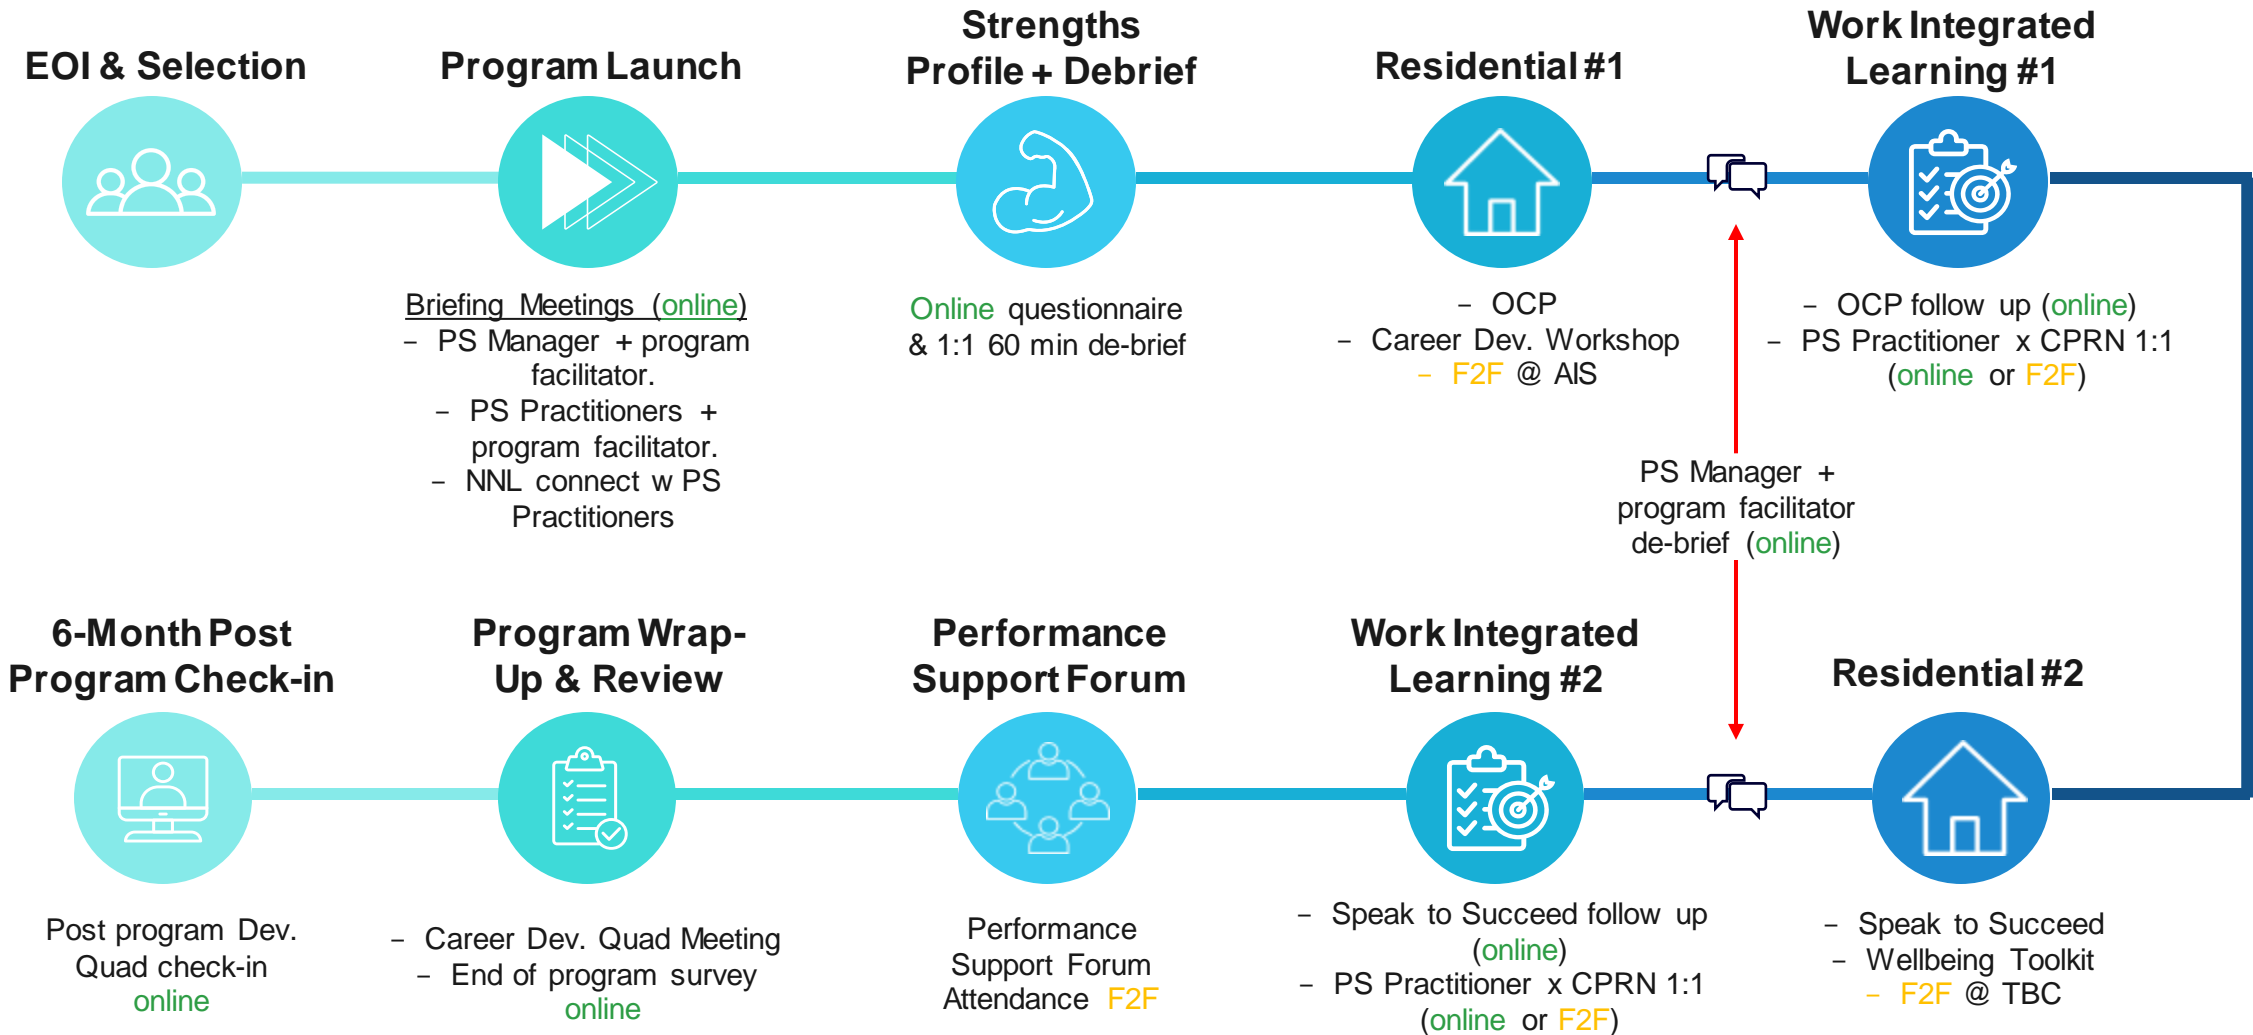 EOI & Selection
Program Launch
Strengths
Profile + Debrief
Residential #1
Work Integrated
Learning #1
Briefing Meetings (online)
– PS Manager + program
facilitator.
– PS Practitioners +
program facilitator.
– NNL connect w PS
Practitioners
Online questionnaire
& 1:1 60 min de-brief
– OCP
– Career Dev. Workshop
– F2F @ AIS
– OCP follow up (online)
– PS Practitioner x CPRN 1:1
(online or F2F)
PS Manager +
program facilitator
de-brief (online)
6-Month Post
Program Check-in
Program Wrap-
Up & Review
Performance
Support Forum
Work Integrated
Learning #2
Residential #2
Post program Dev.
Quad check-in
online
– Career Dev. Quad Meeting
– End of program survey
online
Performance
Support Forum
Attendance F2F
– Speak to Succeed follow up
(online)
– PS Practitioner x CPRN 1:1
(online or F2F)
– Speak to Succeed
– Wellbeing Toolkit
– F2F @ TBC